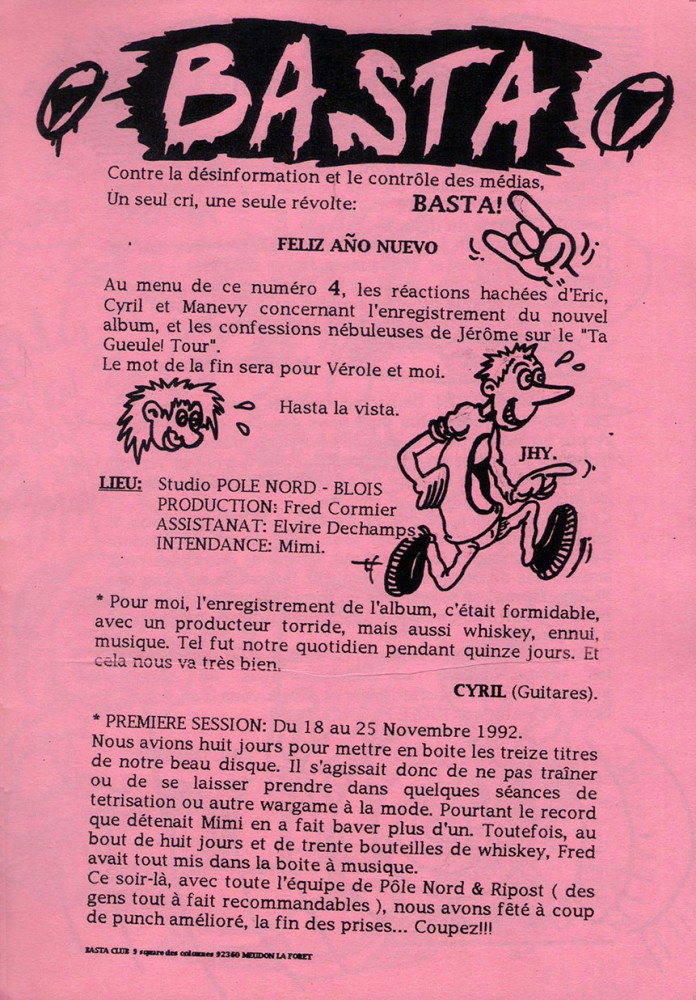 BASTA
Contre la désinformation et le contrôle des médias,
Un seul cri, une seule révolte: BASTA!
FELIZ AÑO NUEVO
Au menu de ce numéro 4, les réactions hachées d'Eric,
Cyril et Manevy concernant l'enregistrement du nouvel
album, et les confessions nébuleuses de Jérôme sur le "Ta
Gueule! Tour".
Le mot de la fin sera pour Vérole et moi.
Hasta la vista.
JHY.
LIEU: Studio POLE NORD - BLOIS
PRODUCTION: Fred Cormier
ASSISTANAT: Elvire Dechamps
INTENDANCE: Mimi.
* Pour moi, l'enregistrement de l'album, c'était formidable,
avec un producteur torride, mais aussi whiskey, ennui,
musique. Tel fut notre quotidien pendant quinze jours. Et
cela nous va très bien.
CYRIL (Guitares).
* PREMIERE SESSION: Du 18 au 25 Novembre 1992.
Nous avions huit jours pour mettre en boite les treize titres
de notre beau disque. Il s'agissait donc de ne pas traîner
ou de se laisser prendre dans quelques séances de
tetrisation ou autre wargame à la mode. Pourtant le record
que détenait Mimi en a fait baver plus d'un. Toutefois, au
bout de huit jours et de trente bouteilles de whiskey, Fred
avait tout mis dans la boite à musique.
Ce soir-là, avec toute l'équipe de Pôle Nord & Ripost ( des
gens tout à fait recommandables ), nous avons fêté à coup
de punch amélioré, la fin des prises... Coupez!!!
BASTA CLUB 9 square des colonnes 92360 MEUDON LA FORET